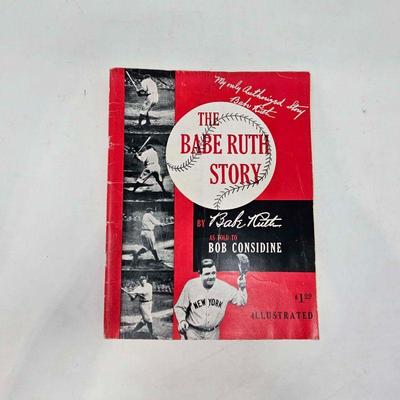 "My only Authorized Story
Babe Ruth
THE
BABE RUTH
STORY
BY Babe Ruth
AS TOLD TO
BOB CONSIDINE
NEW YORK
$1.00
ILLUSTRATED